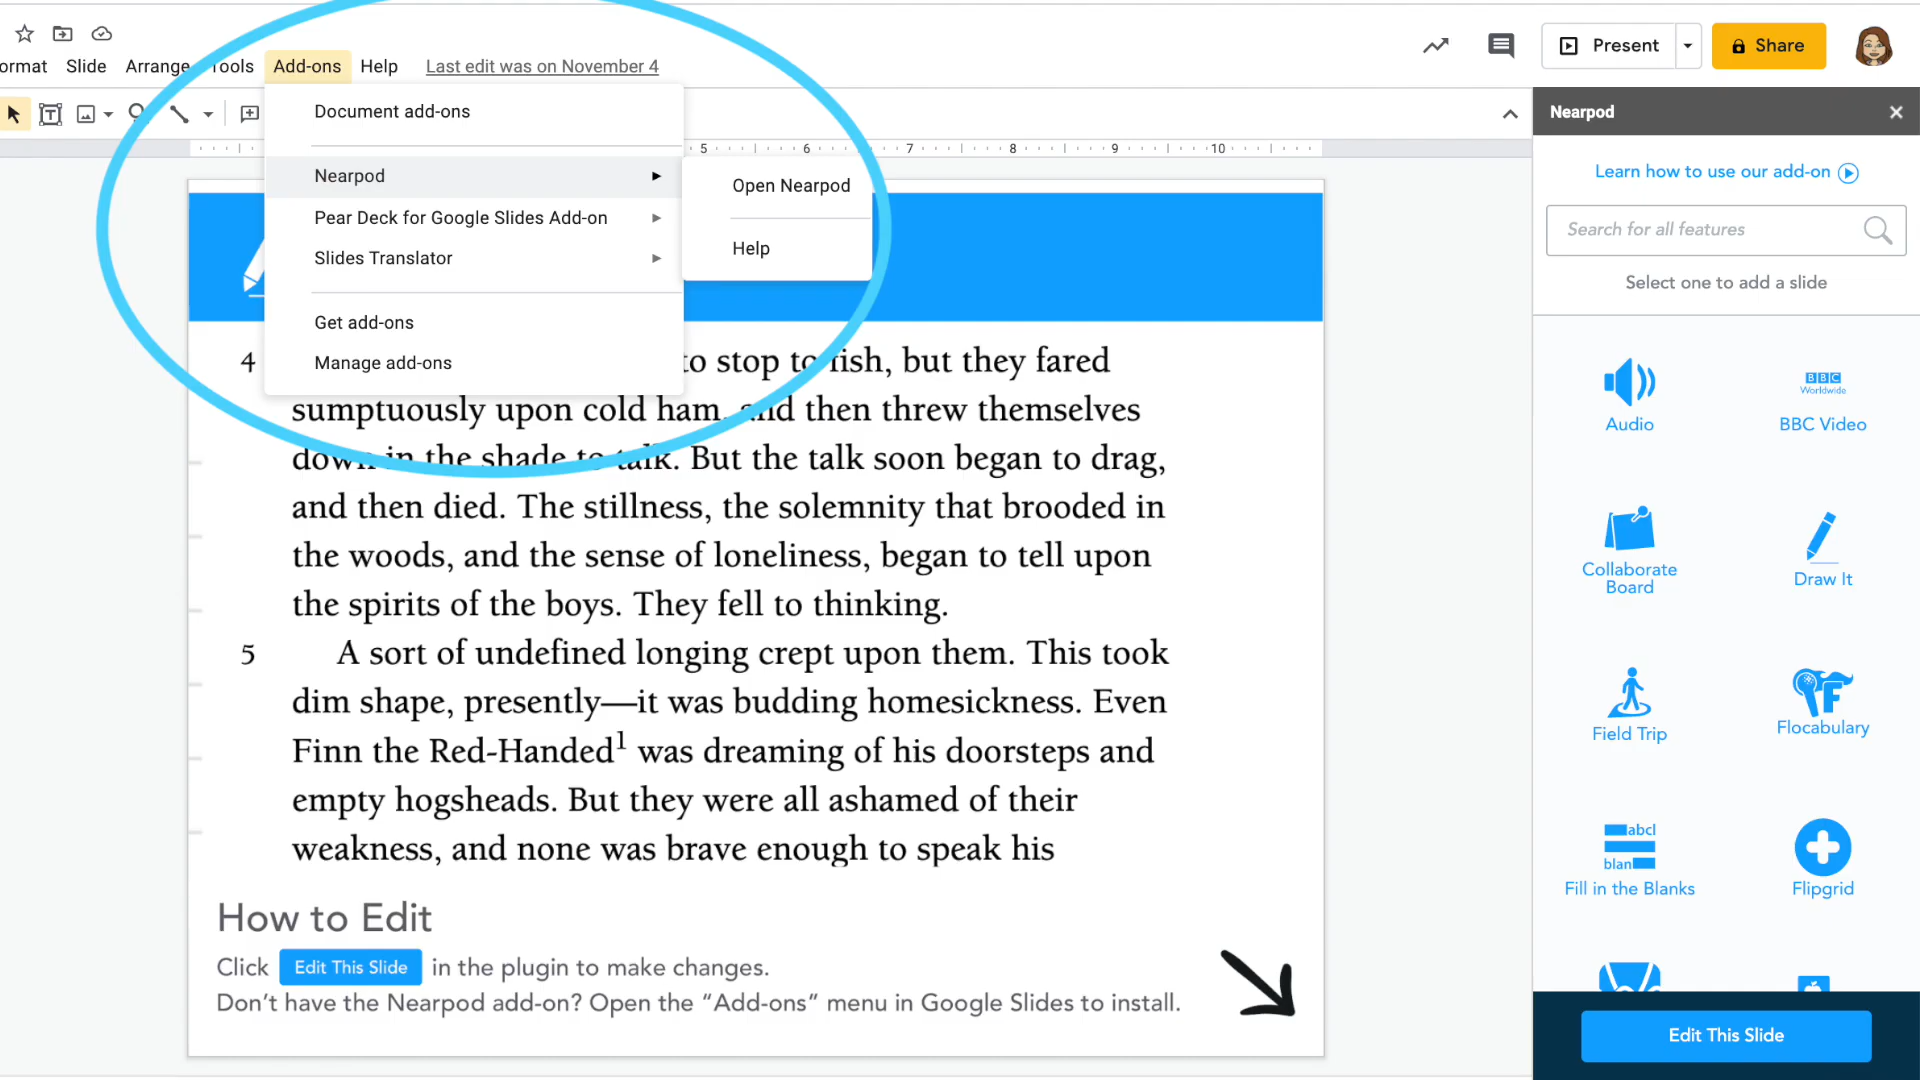 ormat Slide Arrange Tools Add-ons Help Last edit was on November 4
Present
Share
Document add-ons
Nearpod
Pear Deck for Google Slides Add-on
Slides Translator
Get add-ons
Manage add-ons
Open Nearpod
Help
5 6 7 8 9 10
4 to stop to fish, but they fared
sumptuously upon cold ham, and then threw themselves
down in the shade to talk. But the talk soon began to drag,
and then died. The stillness, the solemnity that brooded in
the woods, and the sense of loneliness, began to tell upon
the spirits of the boys. They fell to thinking.
5 A sort of undefined longing crept upon them. This took
dim shape, presently—it was budding homesickness. Even
Finn the Red-Handed1 was dreaming of his doorsteps and
empty hogsheads. But they were all ashamed of their
weakness, and none was brave enough to speak his
How to Edit
Click Edit This Slide in the plugin to make changes.
Don't have the Nearpod add-on? Open the “Add-ons” menu in Google Slides to install.
Nearpod
Learn how to use our add-on
Search for all features
Select one to add a slide
Audio
BBC
Worldwide
BBC Video
Collaborate
Board
Draw It
Field Trip
F
Flocabulary
abcl
blan
Fill in the Blanks
Flipgrid
Edit This Slide